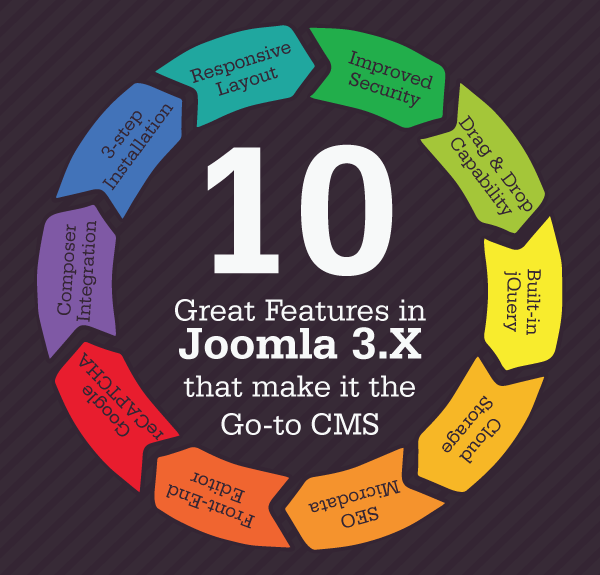 10
Great Features in
Joomla 3.X
that make it the
Go-to CMS
Responsive
Layout
Improved
Security
Drag & Drop
Capability
Built-in
jQuery
Cloud
Storage
SEO
Microdata
Front-End
Editor
Google
reCAPTCHA
Composer
Integration
3-step
Installation